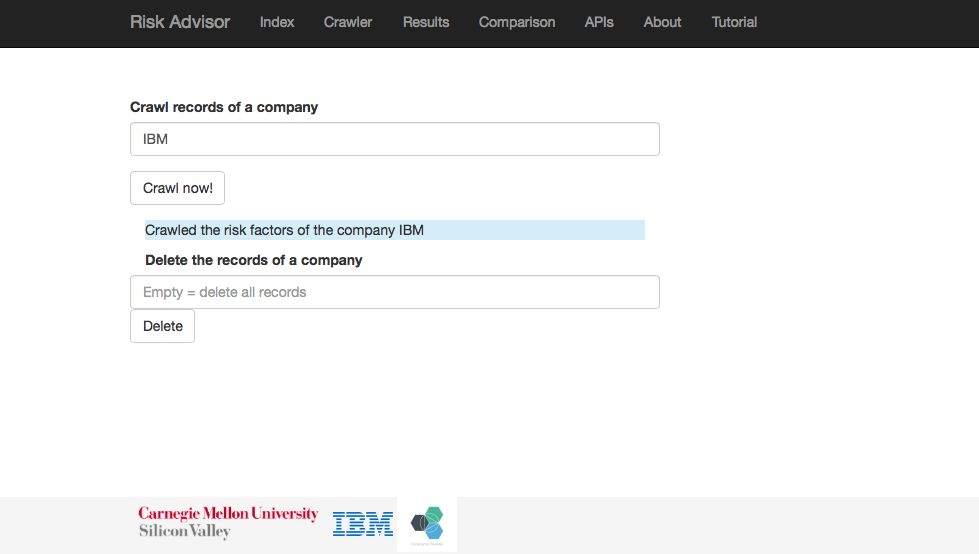 Risk Advisor Index Crawler Results Comparison APIs About Tutorial
Crawl records of a company
IBM
Crawl now!
Crawled the risk factors of the company IBM
Delete the records of a company
Empty = delete all records
Delete
Carnegie Mellon University
Silicon Valley
IBM